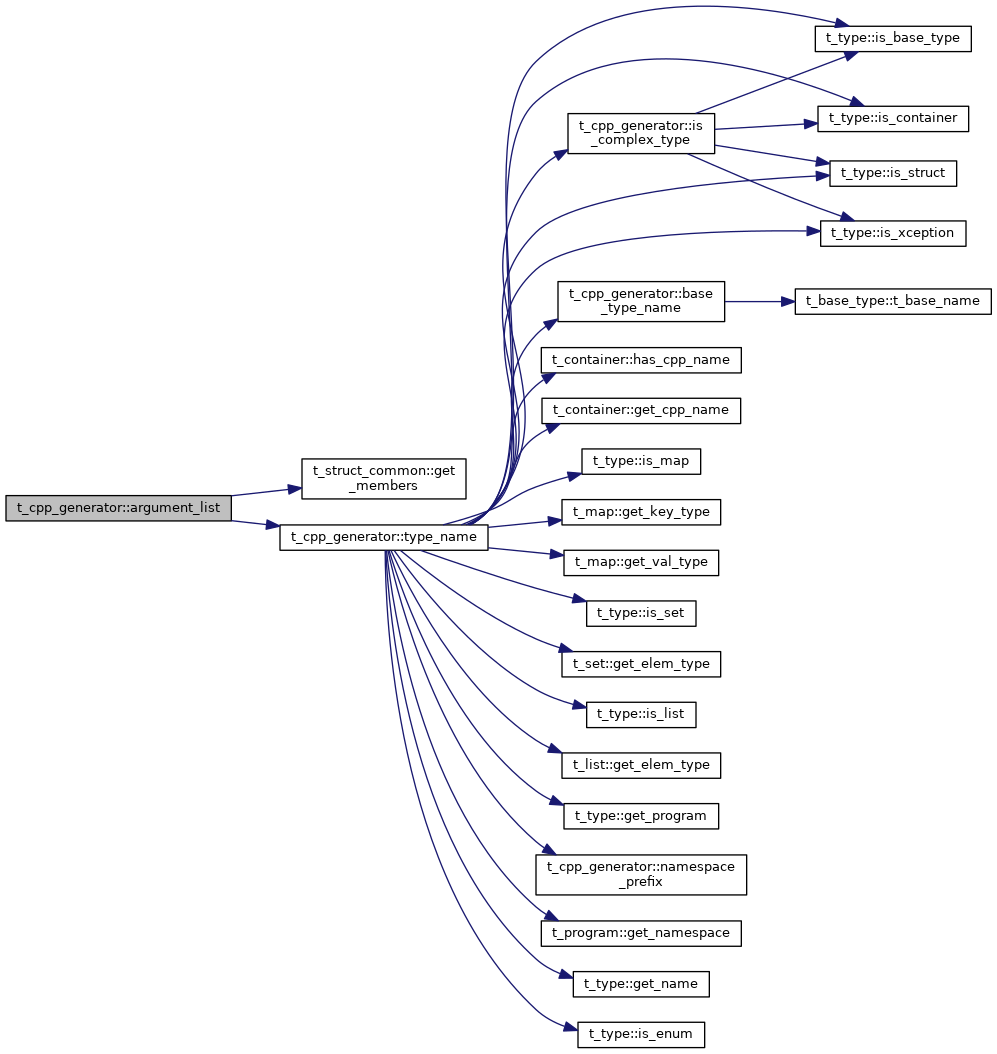 t_cpp_generator::argument_list
t_struct_common::get
_members
t_cpp_generator::type_name
t_cpp_generator::is
_complex_type
t_type::is_base_type
t_type::is_container
t_type::is_struct
t_type::is_xception
t_cpp_generator::base
_type_name
t_base_type::t_base_name
t_container::has_cpp_name
t_container::get_cpp_name
t_type::is_map
t_map::get_key_type
t_map::get_val_type
t_type::is_set
t_set::get_elem_type
t_type::is_list
t_list::get_elem_type
t_type::get_program
t_cpp_generator::namespace
_prefix
t_program::get_namespace
t_type::get_name
t_type::is_enum